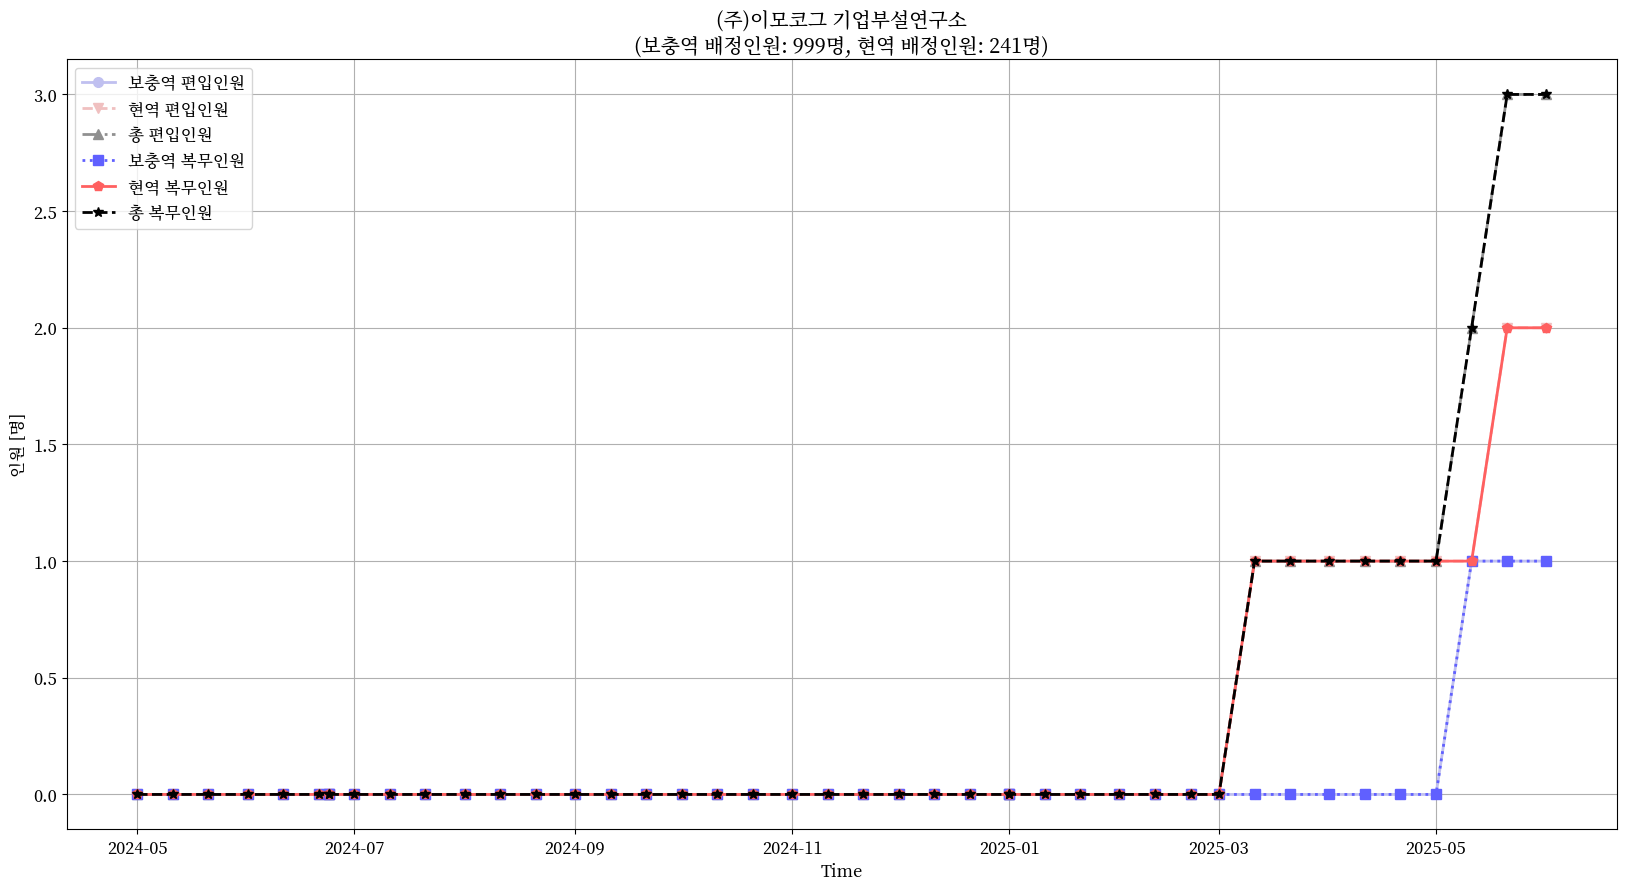 (주)이모코그 기업부설연구소
(보충역 배정인원: 999명, 현역 배정인원: 241명)
보충역 편입인원
현역 편입인원
총 편입인원
보충역 복무인원
현역 복무인원
총 복무인원
인원 [명]
3.0
2.5
2.0
1.5
1.0
0.5
0.0
2024-05 2024-07 2024-09 2024-11 2025-01 2025-03 2025-05
Time